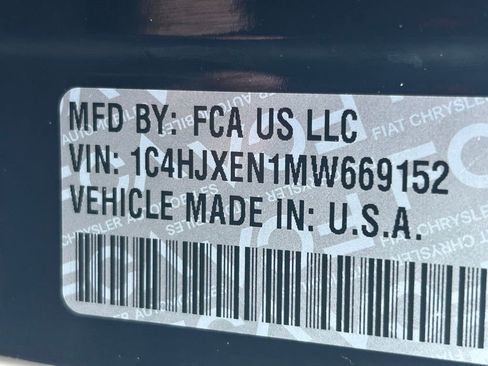 MFD BY: FCA US LLC
VIN: 1C4HJXEN1MW669152
VEHICLE MADE IN: U.S.A.